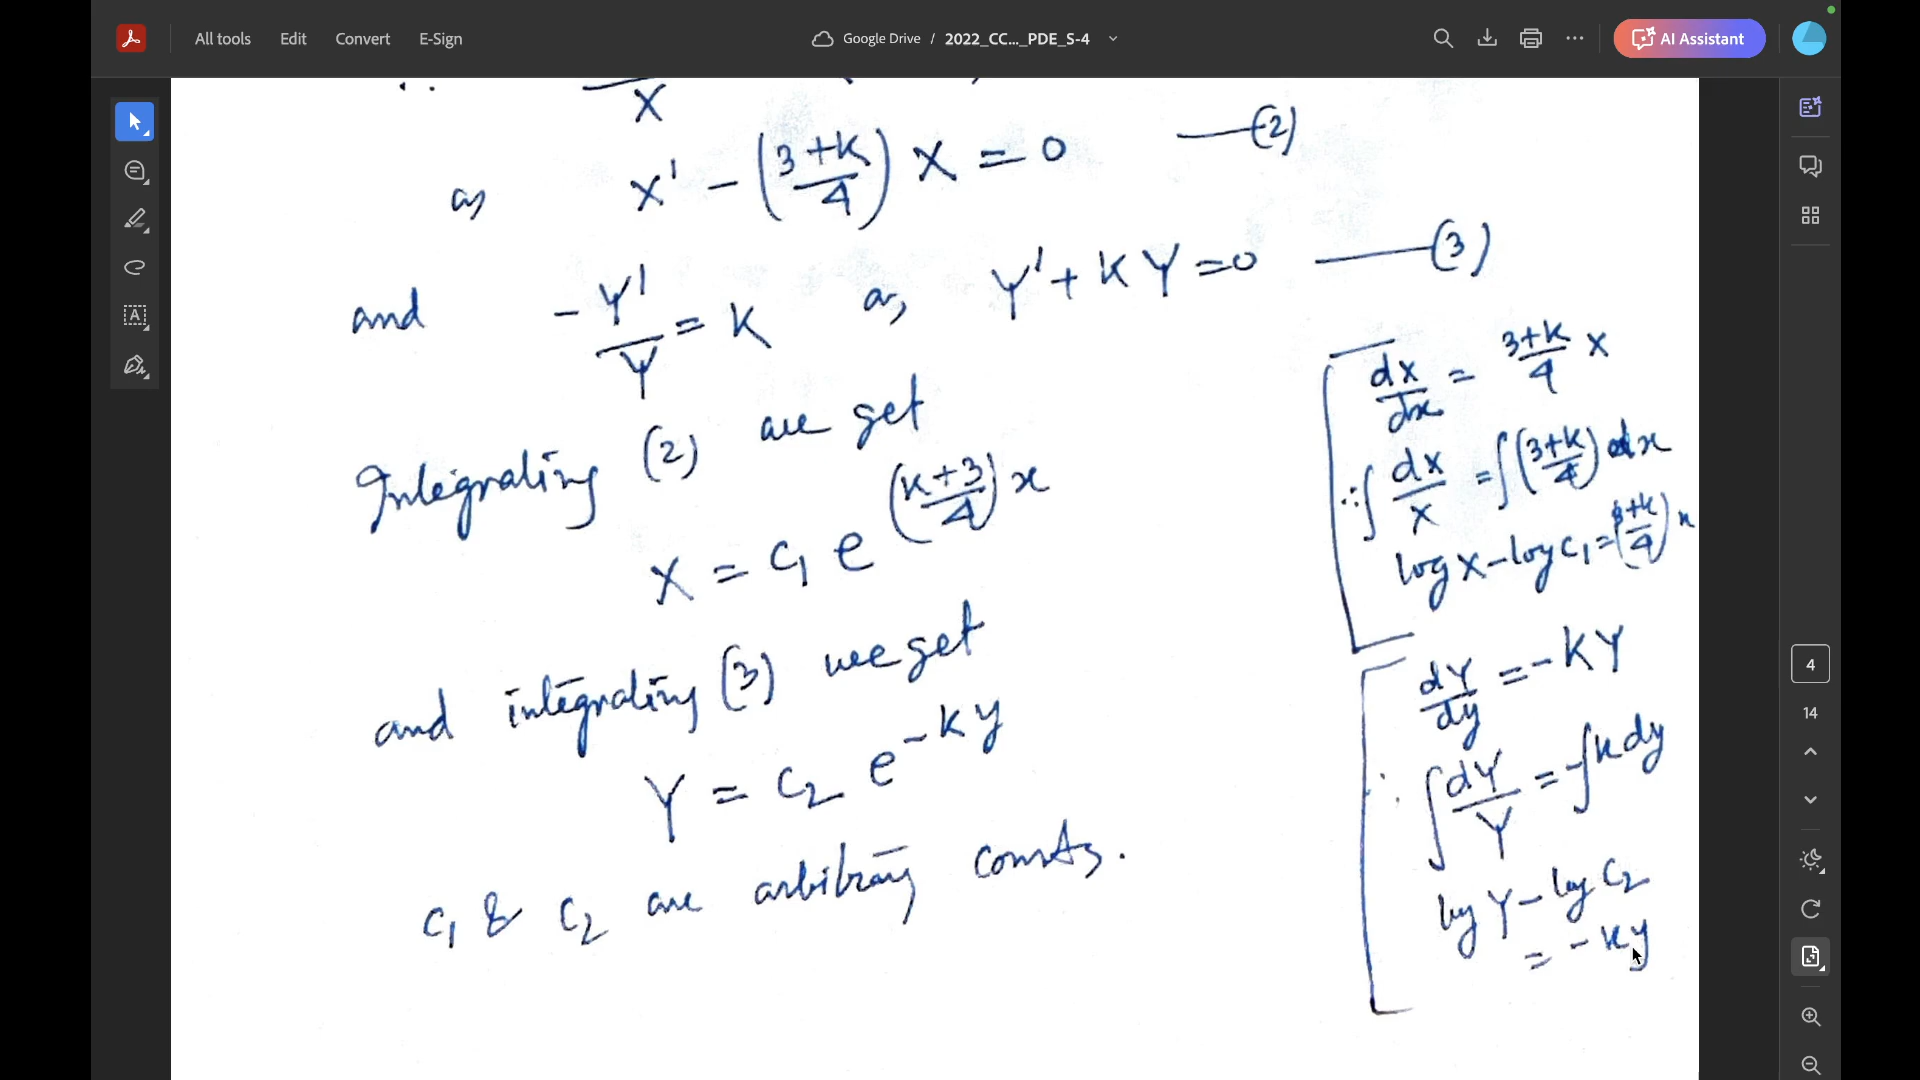 All tools Edit Convert E-Sign Google Drive / 2022_CC..._PDE_S-4 AI Assistant
∴ X
or, X' - (3+k/4) X = 0 —(2)
and -Y'/Y = k or, Y' + kY = 0 —(3)
Integrating (2) we get
X = c₁ e^((k+3)/4)x
and integrating (3) we get
Y = c₂ e^(-ky)
c₁ & c₂ are arbitrary consts.
dX/dx = (3+k)/4 X
∴ ∫ dX/X = ∫ ((3+k)/4) dx
log X - log c₁ = ((3+k)/4) x
dY/dy = -kY
∴ ∫ dY/Y = -∫ k dy
log Y - log c₂
= -ky
4
14